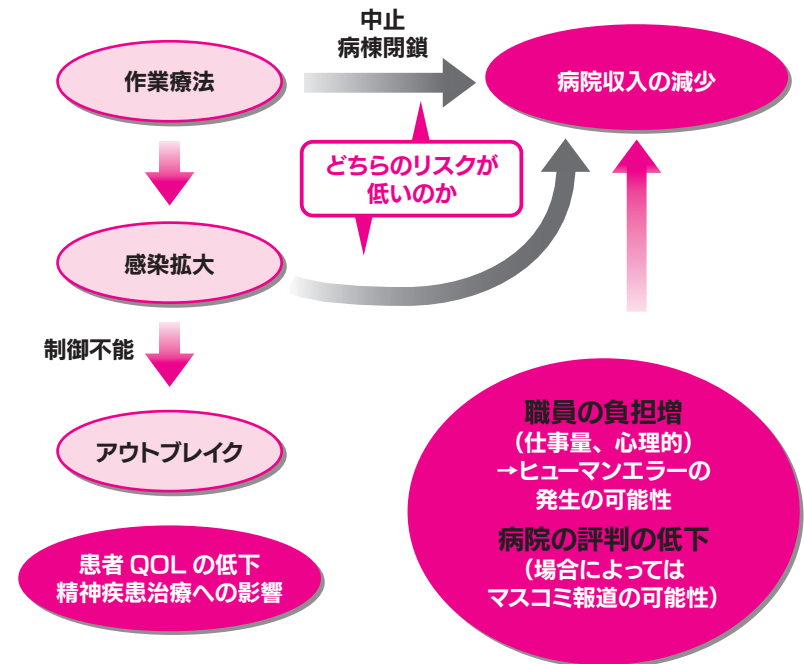 中止
病棟閉鎖
作業療法
病院収入の減少
どちらのリスクが
低いのか
感染拡大
制御不能
アウトブレイク
患者 QOL の低下
精神疾患治療への影響
職員の負担増
（仕事量、心理的）
→ヒューマンエラーの
発生の可能性
病院の評判の低下
（場合によっては
マスコミ報道の可能性）